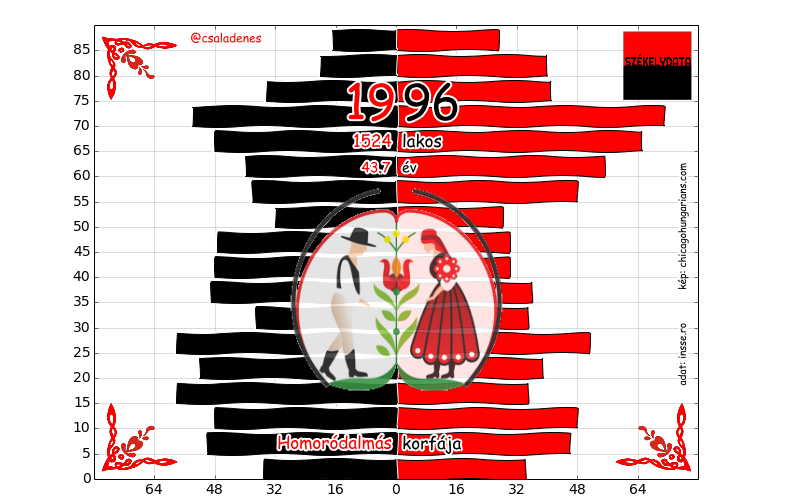 @csaladenes
SZÉKELYDATA
1996
1524 lakos
43.7 év
kép: chicagohungarians.com
adat: insse.ro
Homoródalmás korfája
85
80
75
70
65
60
55
50
45
40
35
30
25
20
15
10
5
0
64 48 32 16 0 16 32 48 64